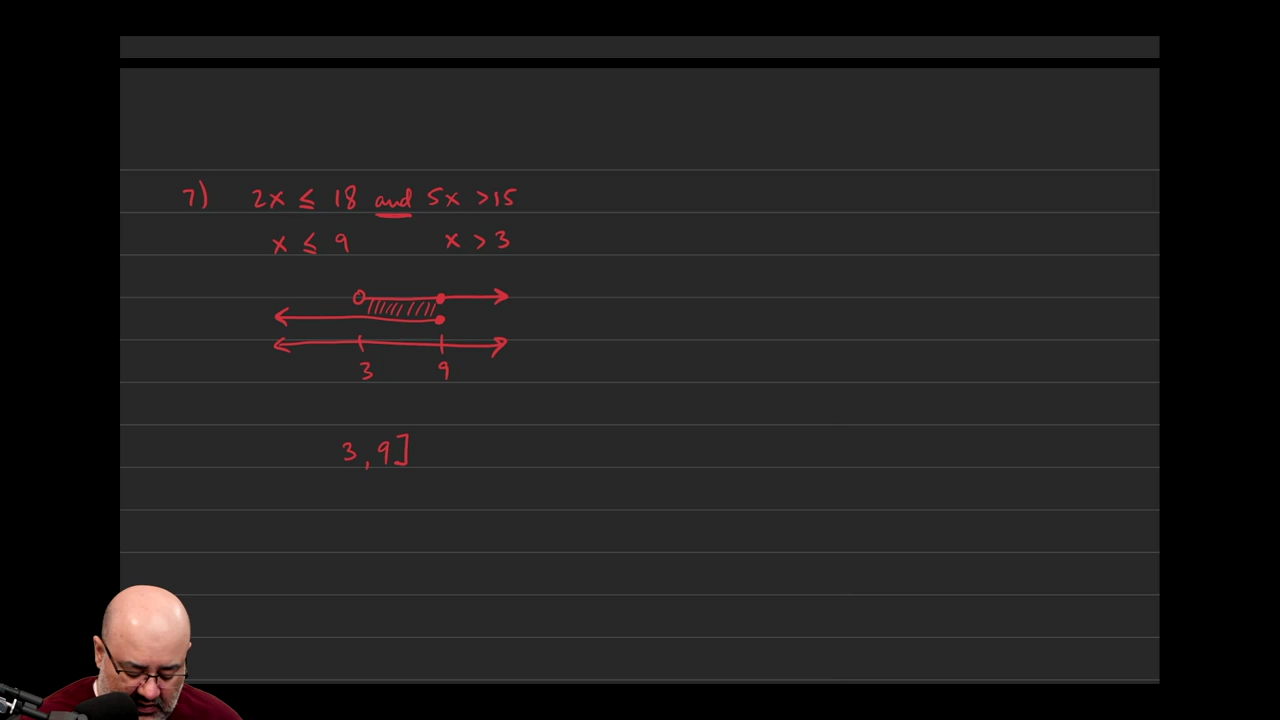 7) 2x ≤ 18 and 5x >15
x ≤ 9 x > 3
3 9
3, 9]